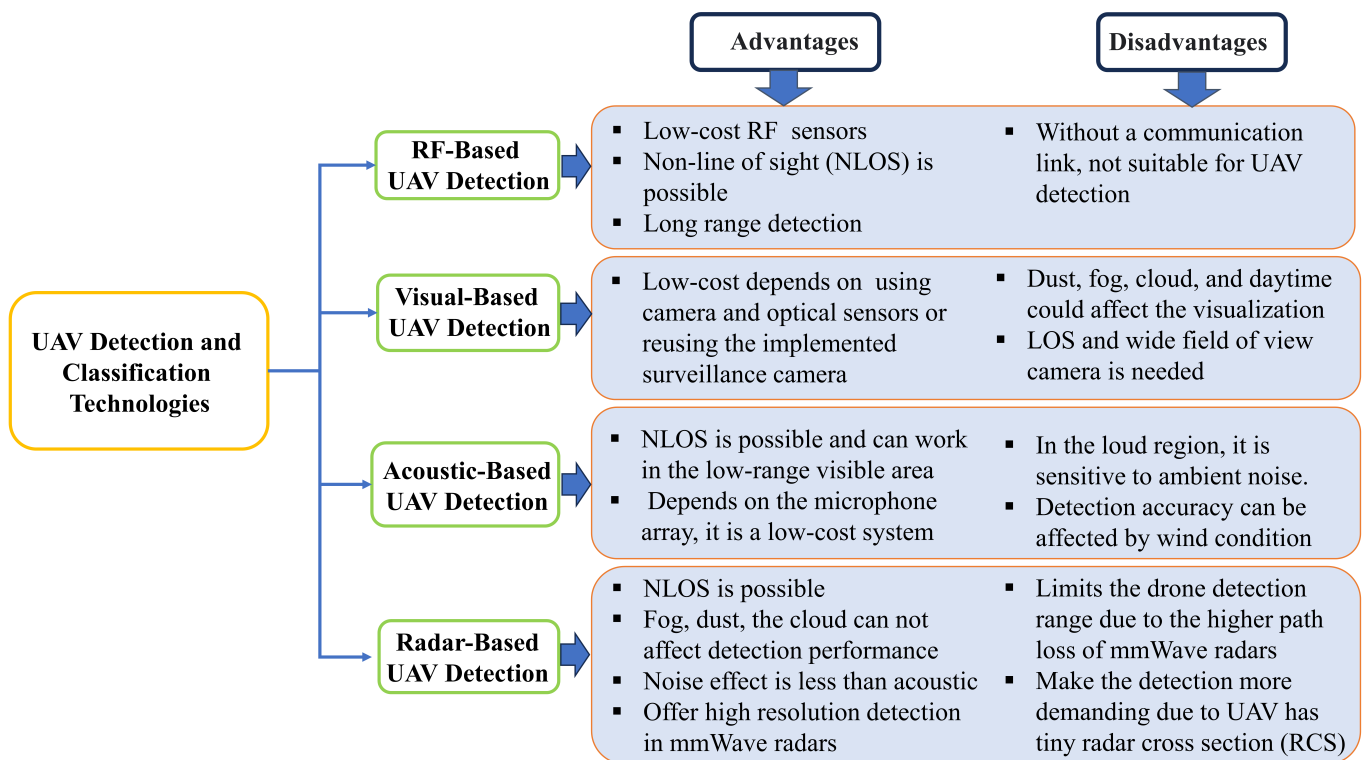 Advantages
Disadvantages
UAV Detection and
Classification
Technologies
RF-Based
UAV Detection
▪ Low-cost RF sensors
▪ Non-line of sight (NLOS) is
possible
▪ Long range detection
▪ Without a communication
link, not suitable for UAV
detection
Visual-Based
UAV Detection
▪ Low-cost depends on using
camera and optical sensors or
reusing the implemented
surveillance camera
▪ Dust, fog, cloud, and daytime
could affect the visualization
▪ LOS and wide field of view
camera is needed
Acoustic-Based
UAV Detection
▪ NLOS is possible and can work
in the low-range visible area
▪ Depends on the microphone
array, it is a low-cost system
▪ In the loud region, it is
sensitive to ambient noise.
▪ Detection accuracy can be
affected by wind condition
Radar-Based
UAV Detection
▪ NLOS is possible
▪ Fog, dust, the cloud can not
affect detection performance
▪ Noise effect is less than acoustic
▪ Offer high resolution detection
in mmWave radars
▪ Limits the drone detection
range due to the higher path
loss of mmWave radars
▪ Make the detection more
demanding due to UAV has
tiny radar cross section (RCS)